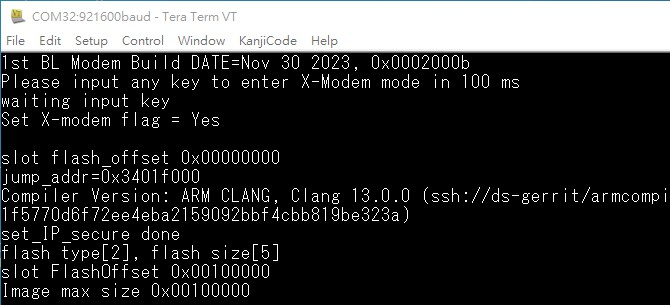 COM32:921600baud - Tera Term VT
File Edit Setup Control Window KanjiCode Help
1st BL Modem Build DATE=Nov 30 2023, 0x0002000b
Please input any key to enter X-Modem mode in 100 ms
waiting input key
Set X-modem flag = Yes
slot flash_offset 0x00000000
jump_addr=0x3401f000
Compiler Version: ARM CLANG, Clang 13.0.0 (ssh://ds-gerrit/armcompi
1f5770d6f72ee4eba2159092bbf4cbb819be323a)
set_IP_secure done
flash type[2], flash size[5]
slot FlashOffset 0x00100000
Image max size 0x00100000